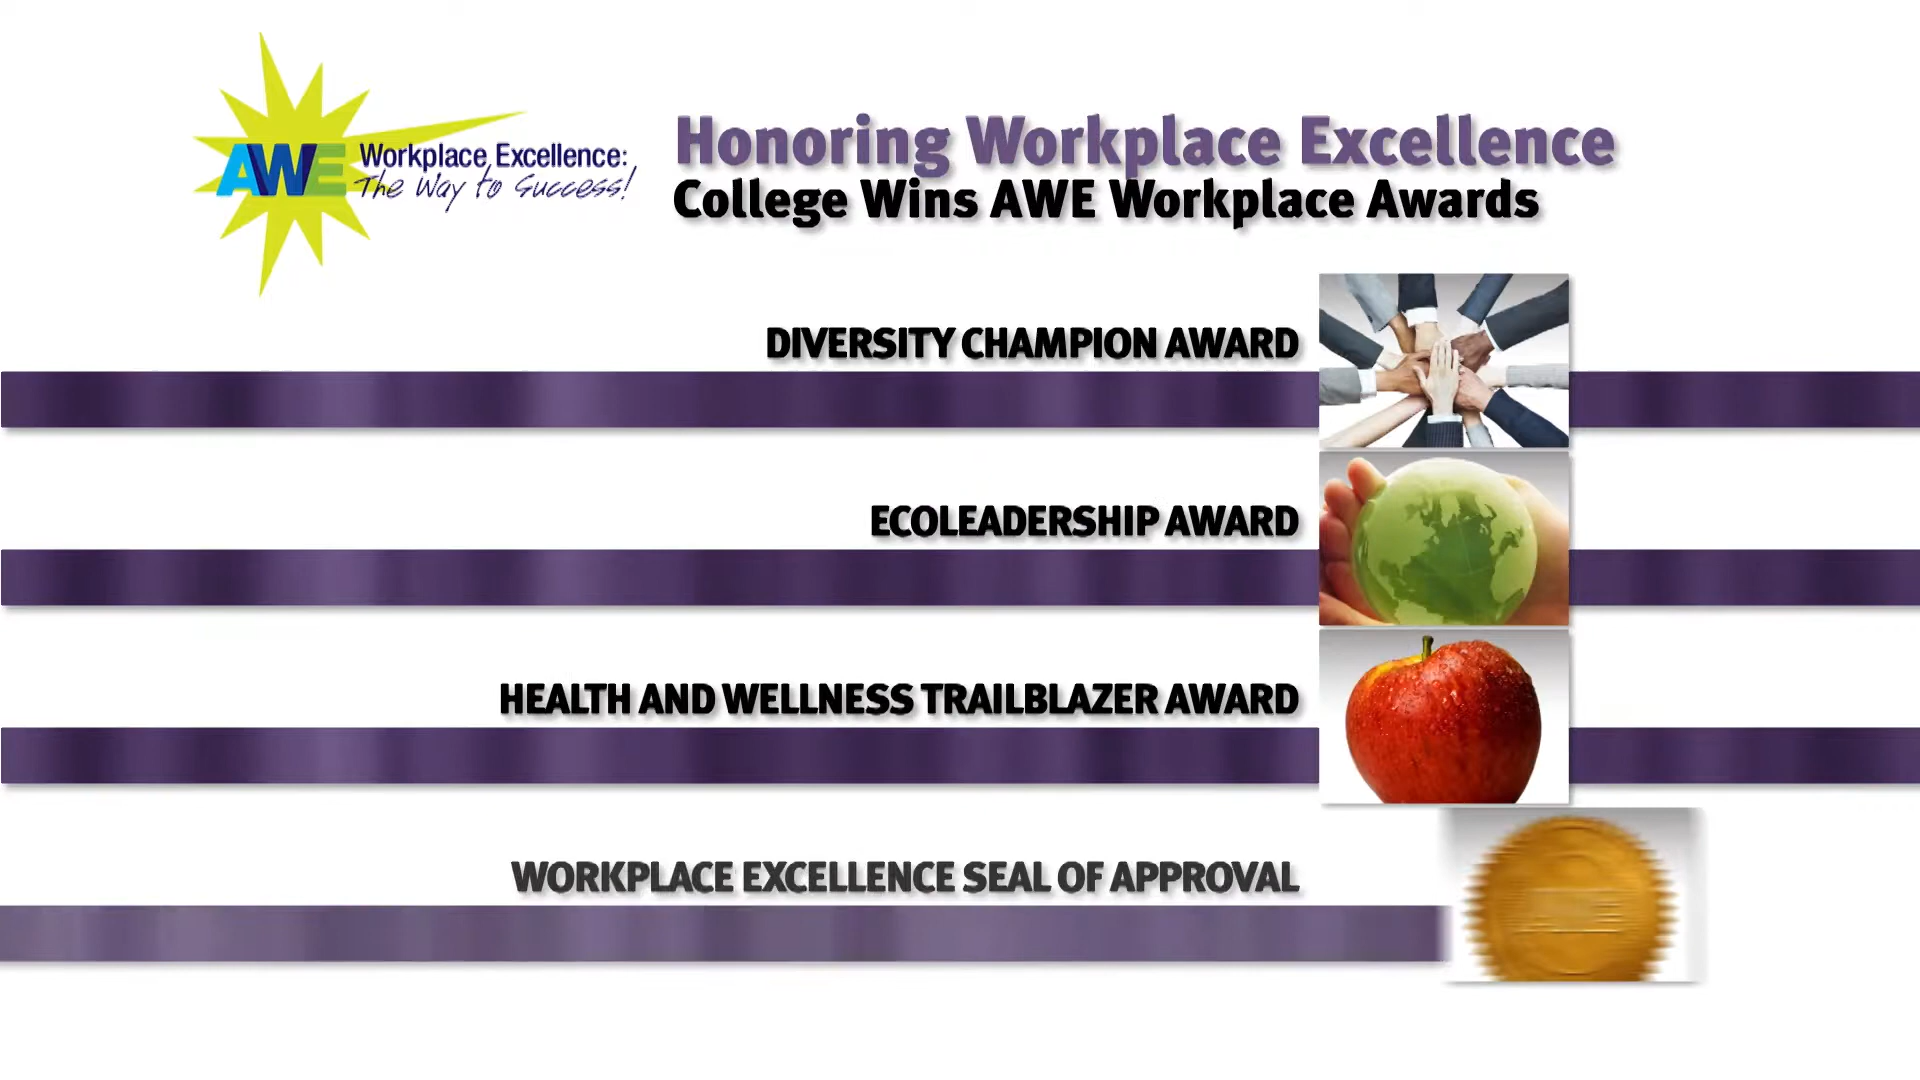 AWE
Workplace Excellence:
The Way to Success!
Honoring Workplace Excellence
College Wins AWE Workplace Awards
DIVERSITY CHAMPION AWARD
ECOLEADERSHIP AWARD
HEALTH AND WELLNESS TRAILBLAZER AWARD
WORKPLACE EXCELLENCE SEAL OF APPROVAL